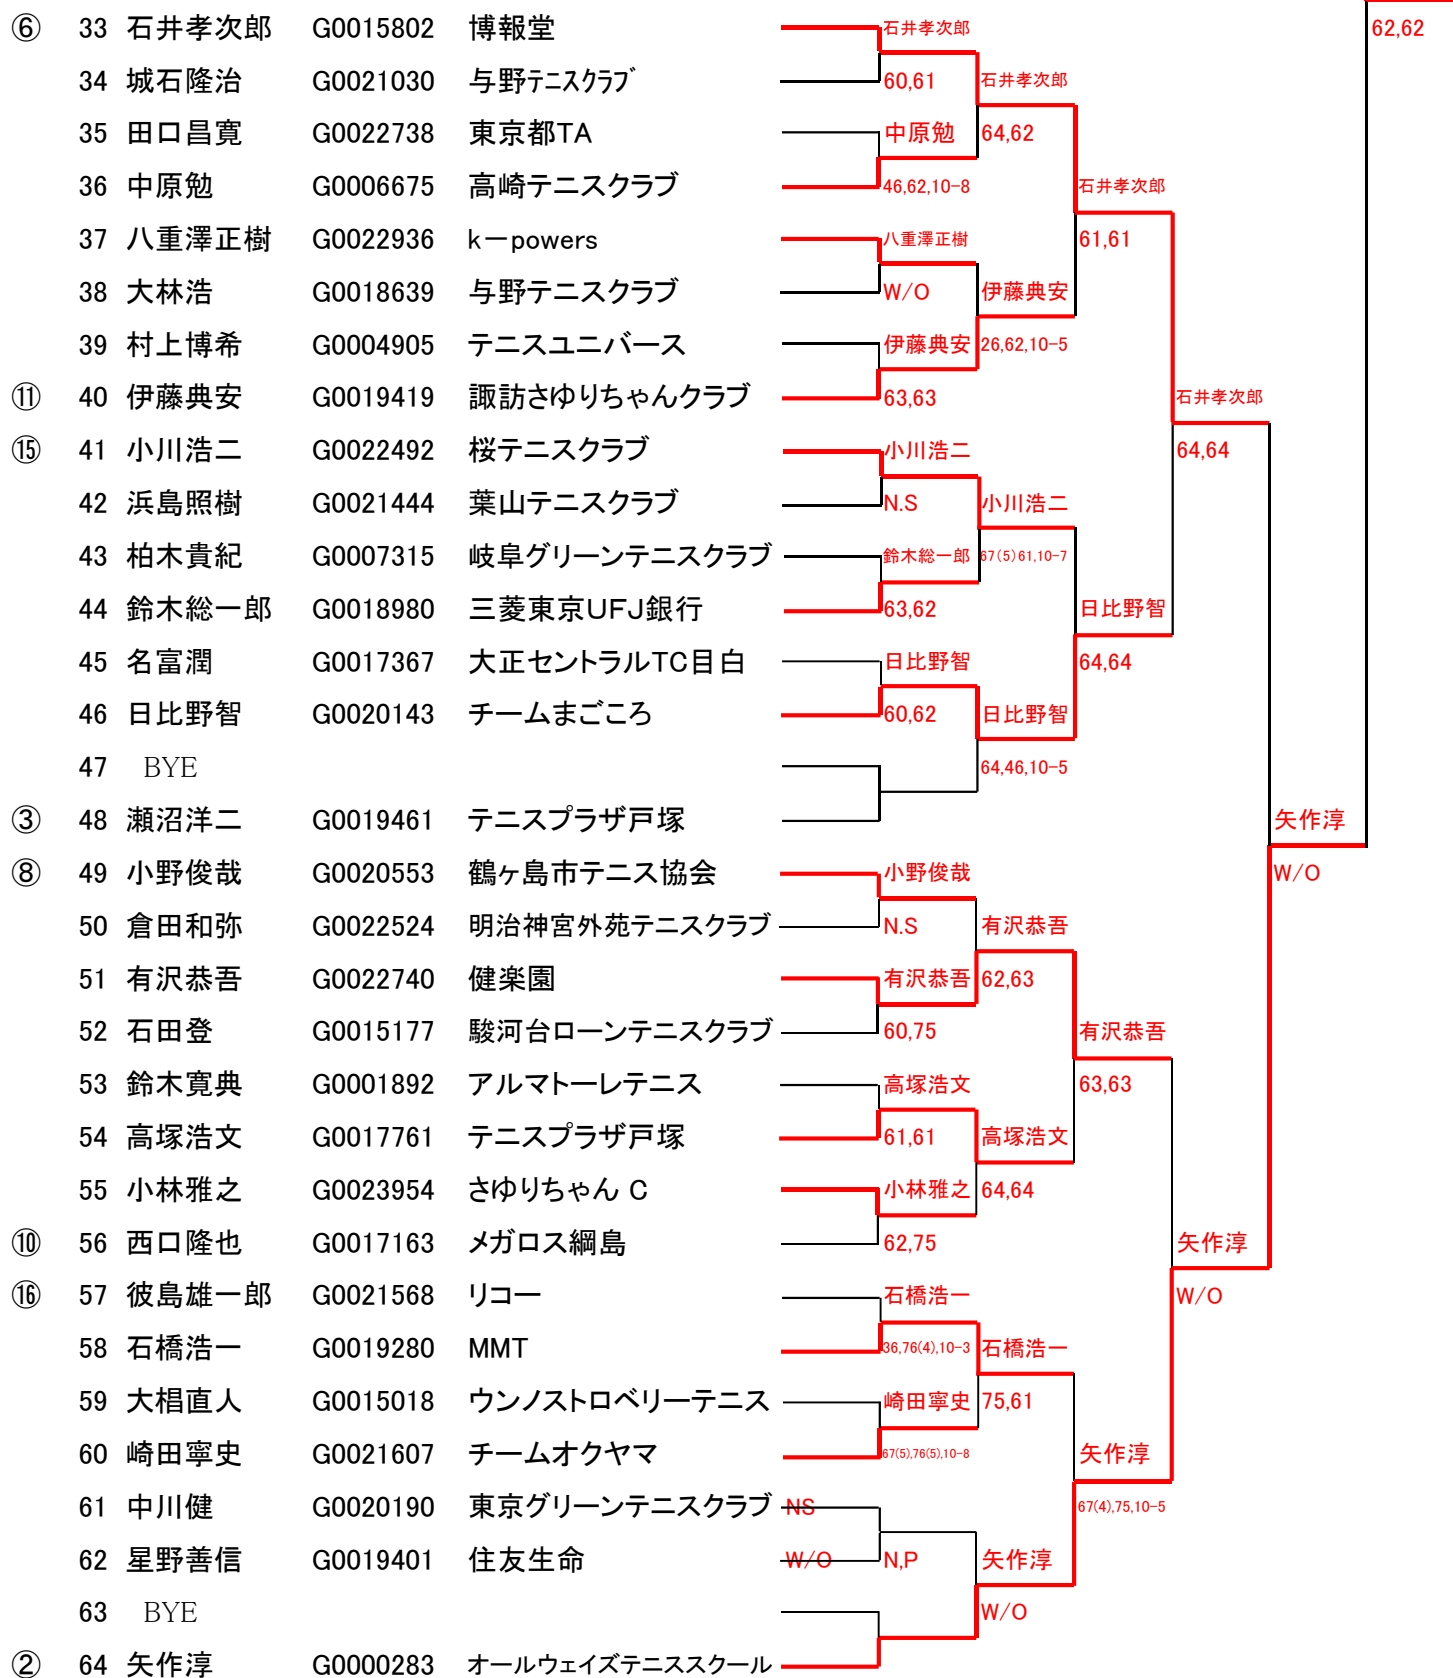 62,62
⑥ 33 石井孝次郎 G0015802 博報堂 石井孝次郎
34 城石隆治 G0021030 与野テニスクラブ 60,61 石井孝次郎
35 田口昌寛 G0022738 東京都TA 中原勉 64,62
36 中原勉 G0006675 高崎テニスクラブ 46,62,10-8 石井孝次郎
37 八重澤正樹 G0022936 k－powers 八重澤正樹 61,61
38 大林浩 G0018639 与野テニスクラブ W/O 伊藤典安
39 村上博希 G0004905 テニスユニバース 伊藤典安 26,62,10-5
⑪ 40 伊藤典安 G0019419 諏訪さゆりちゃんクラブ 63,63 石井孝次郎
⑮ 41 小川浩二 G0022492 桜テニスクラブ 小川浩二 64,64
42 浜島照樹 G0021444 葉山テニスクラブ N.S 小川浩二
43 柏木貴紀 G0007315 岐阜グリーンテニスクラブ 鈴木総一郎 67(5)61,10-7
44 鈴木総一郎 G0018980 三菱東京UFJ銀行 63,62 日比野智
45 名富潤 G0017367 大正セントラルTC目白 日比野智 64,64
46 日比野智 G0020143 チームまごころ 60,62 日比野智
47 BYE 64,46,10-5
③ 48 瀬沼洋二 G0019461 テニスプラザ戸塚 矢作淳
⑧ 49 小野俊哉 G0020553 鶴ヶ島市テニス協会 小野俊哉 W/O
50 倉田和弥 G0022524 明治神宮外苑テニスクラブ N.S 有沢恭吾
51 有沢恭吾 G0022740 健楽園 有沢恭吾 62,63
52 石田登 G0015177 駿河台ローンテニスクラブ 60,75 有沢恭吾
53 鈴木寛典 G0001892 アルマトーレテニス 高塚浩文 63,63
54 高塚浩文 G0017761 テニスプラザ戸塚 61,61 高塚浩文
55 小林雅之 G0023954 さゆりちゃん C 小林雅之 64,64
⑩ 56 西口隆也 G0017163 メガロス綱島 62,75 矢作淳
⑯ 57 彼島雄一郎 G0021568 リコー 石橋浩一 W/O
58 石橋浩一 G0019280 MMT 36,76(4),10-3 石橋浩一
59 大椙直人 G0015018 ウンノストロベリーテニス 崎田寧史 75,61
60 崎田寧史 G0021607 チームオクヤマ 67(5),76(5),10-8 矢作淳
61 中川健 G0020190 東京グリーンテニスクラブ NS 67(4),75,10-5
62 星野善信 G0019401 住友生命 W/O N,P 矢作淳
63 BYE W/O
② 64 矢作淳 G0000283 オールウェイズテニススクール